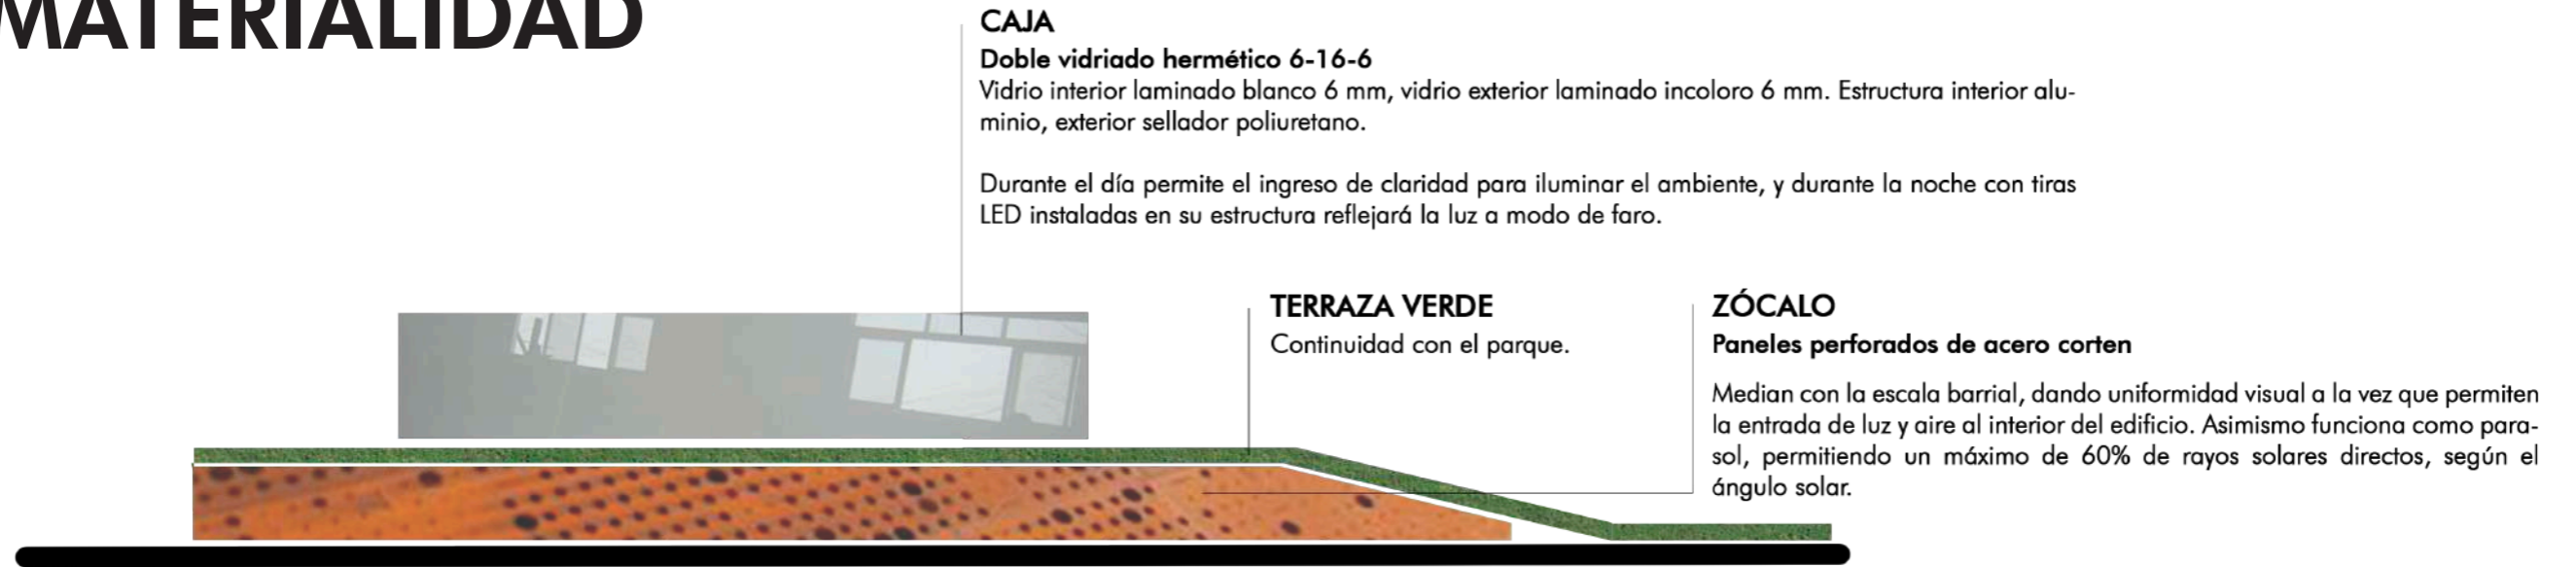 MATERIALIDAD
CAJA
Doble vidriado hermético 6-16-6
Vidrio interior laminado blanco 6 mm, vidrio exterior laminado incoloro 6 mm. Estructura interior alu-
minio, exterior sellador poliuretano.
Durante el día permite el ingreso de claridad para iluminar el ambiente, y durante la noche con tiras
LED instaladas en su estructura reflejará la luz a modo de faro.
TERRAZA VERDE
Continuidad con el parque.
ZÓCALO
Paneles perforados de acero corten
Median con la escala barrial, dando uniformidad visual a la vez que permiten
la entrada de luz y aire al interior del edificio. Asimismo funciona como para-
sol, permitiendo un máximo de 60% de rayos solares directos, según el
ángulo solar.